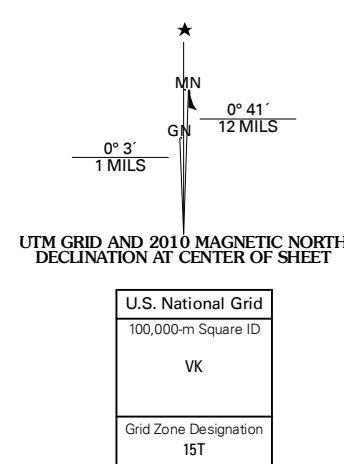 MN
0° 41´
12 MILS
GN
0° 3´
1 MILS
UTM GRID AND 2010 MAGNETIC NORTH
DECLINATION AT CENTER OF SHEET
U.S. National Grid
100,000-m Square ID
VK
Grid Zone Designation
15T